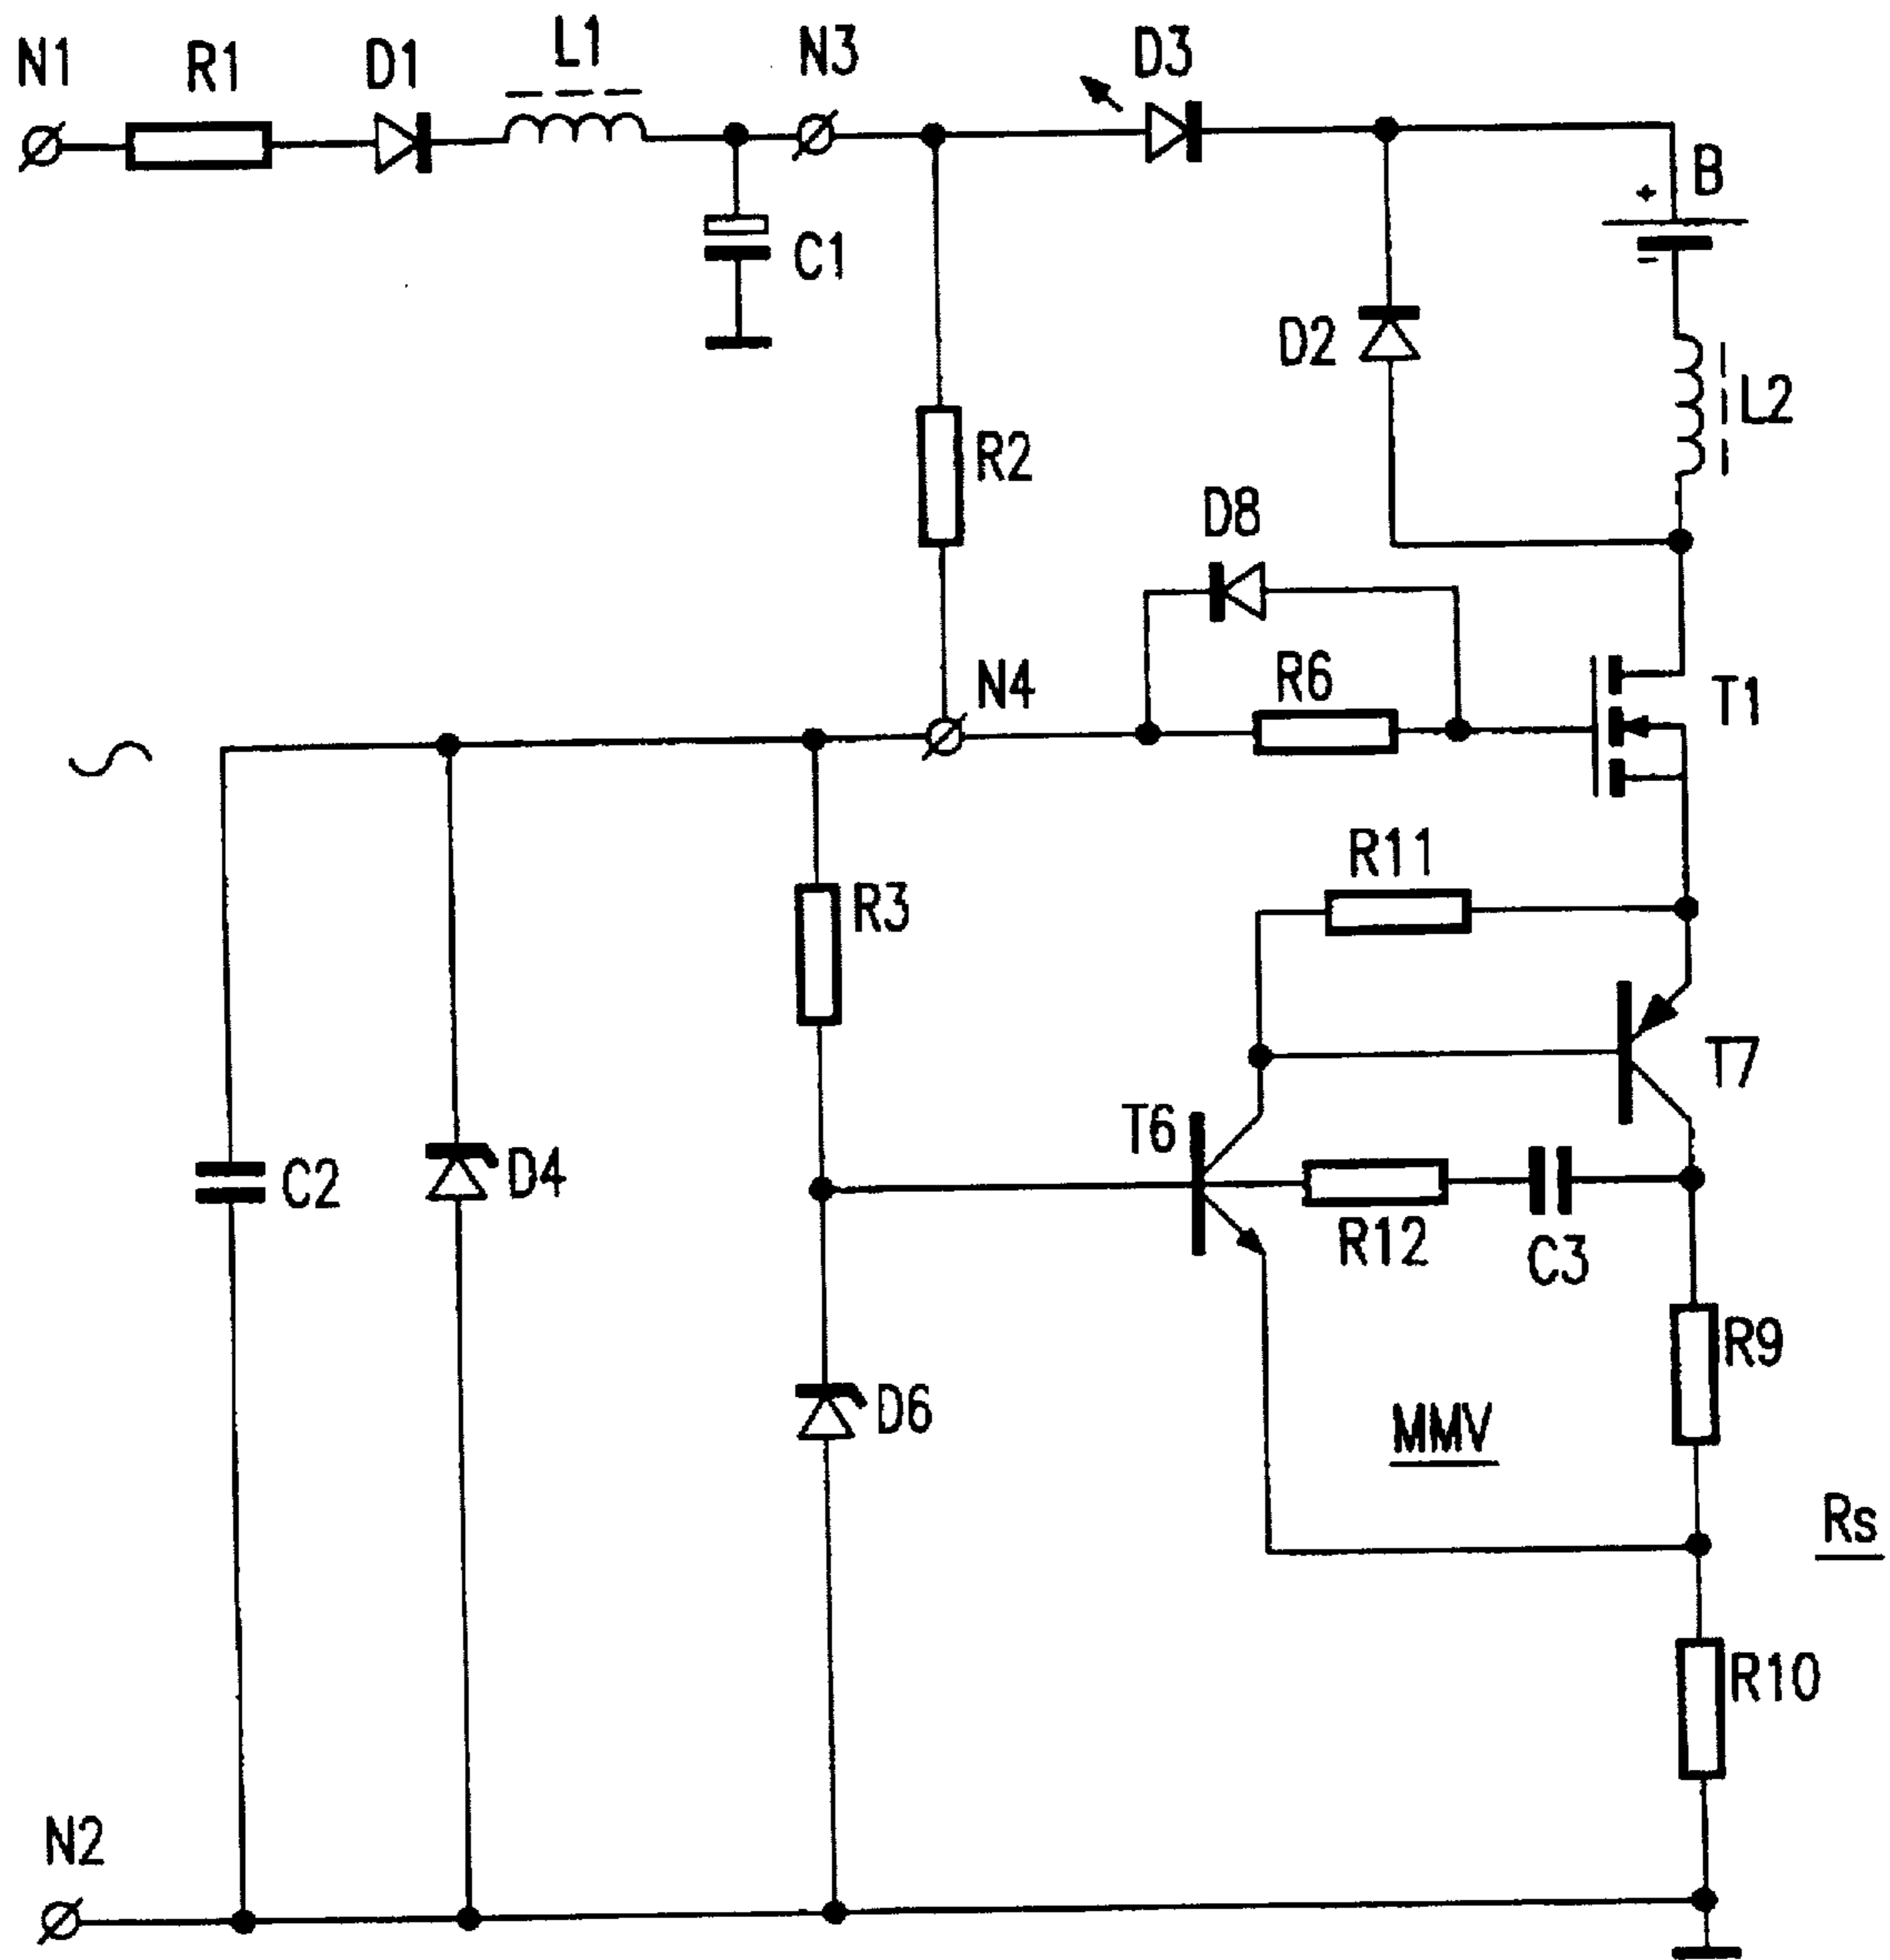 N1
R1
D1
L1
N3
D3
+
B
-
C1
D2
L2
R2
D8
N4
R6
T1
R11
R3
T7
T6
C2
D4
R12
C3
R9
D6
MMV
Rs
R10
N2